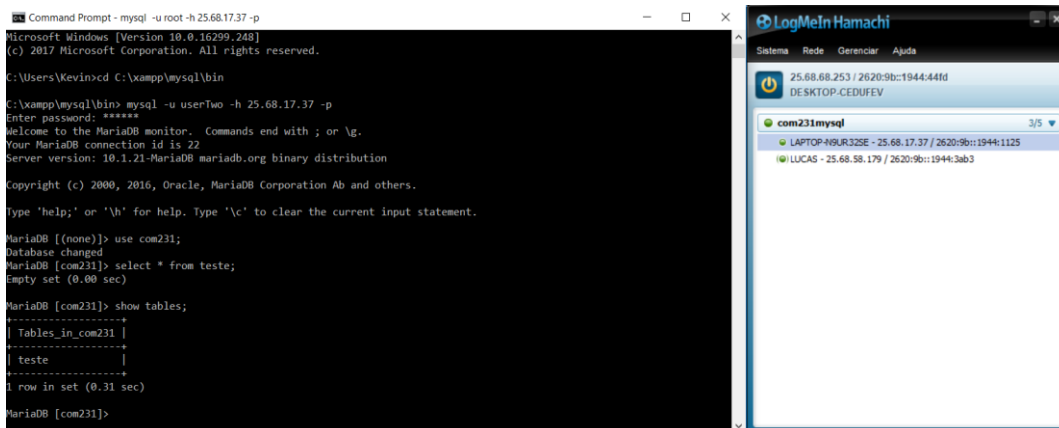 Command Prompt - mysql -u root -h 25.68.17.37 -p
Microsoft Windows [Version 10.0.16299.248]
(c) 2017 Microsoft Corporation. All rights reserved.
C:\Users\Kevin>cd C:\xampp\mysql\bin
C:\xampp\mysql\bin> mysql -u userTwo -h 25.68.17.37 -p
Enter password: ******
Welcome to the MariaDB monitor.  Commands end with ; or \g.
Your MariaDB connection id is 22
Server version: 10.1.21-MariaDB mariadb.org binary distribution
Copyright (c) 2000, 2016, Oracle, MariaDB Corporation Ab and others.
Type 'help;' or '\h' for help. Type '\c' to clear the current input statement.
MariaDB [(none)]> use com231;
Database changed
MariaDB [com231]> select * from teste;
Empty set (0.00 sec)
MariaDB [com231]> show tables;
+------------------+
| Tables_in_com231 |
+------------------+
| teste            |
+------------------+
1 row in set (0.31 sec)
MariaDB [com231]>
LogMeIn Hamachi
Sistema Rede Gerenciar Ajuda
25.68.68.253 / 2620:9b::1944:44fd
DESKTOP-CEDUFEV
com231mysql 3/5
LAPTOP-N9UR32SE - 25.68.17.37 / 2620:9b::1944:1125
LUCAS - 25.68.58.179 / 2620:9b::1944:3ab3